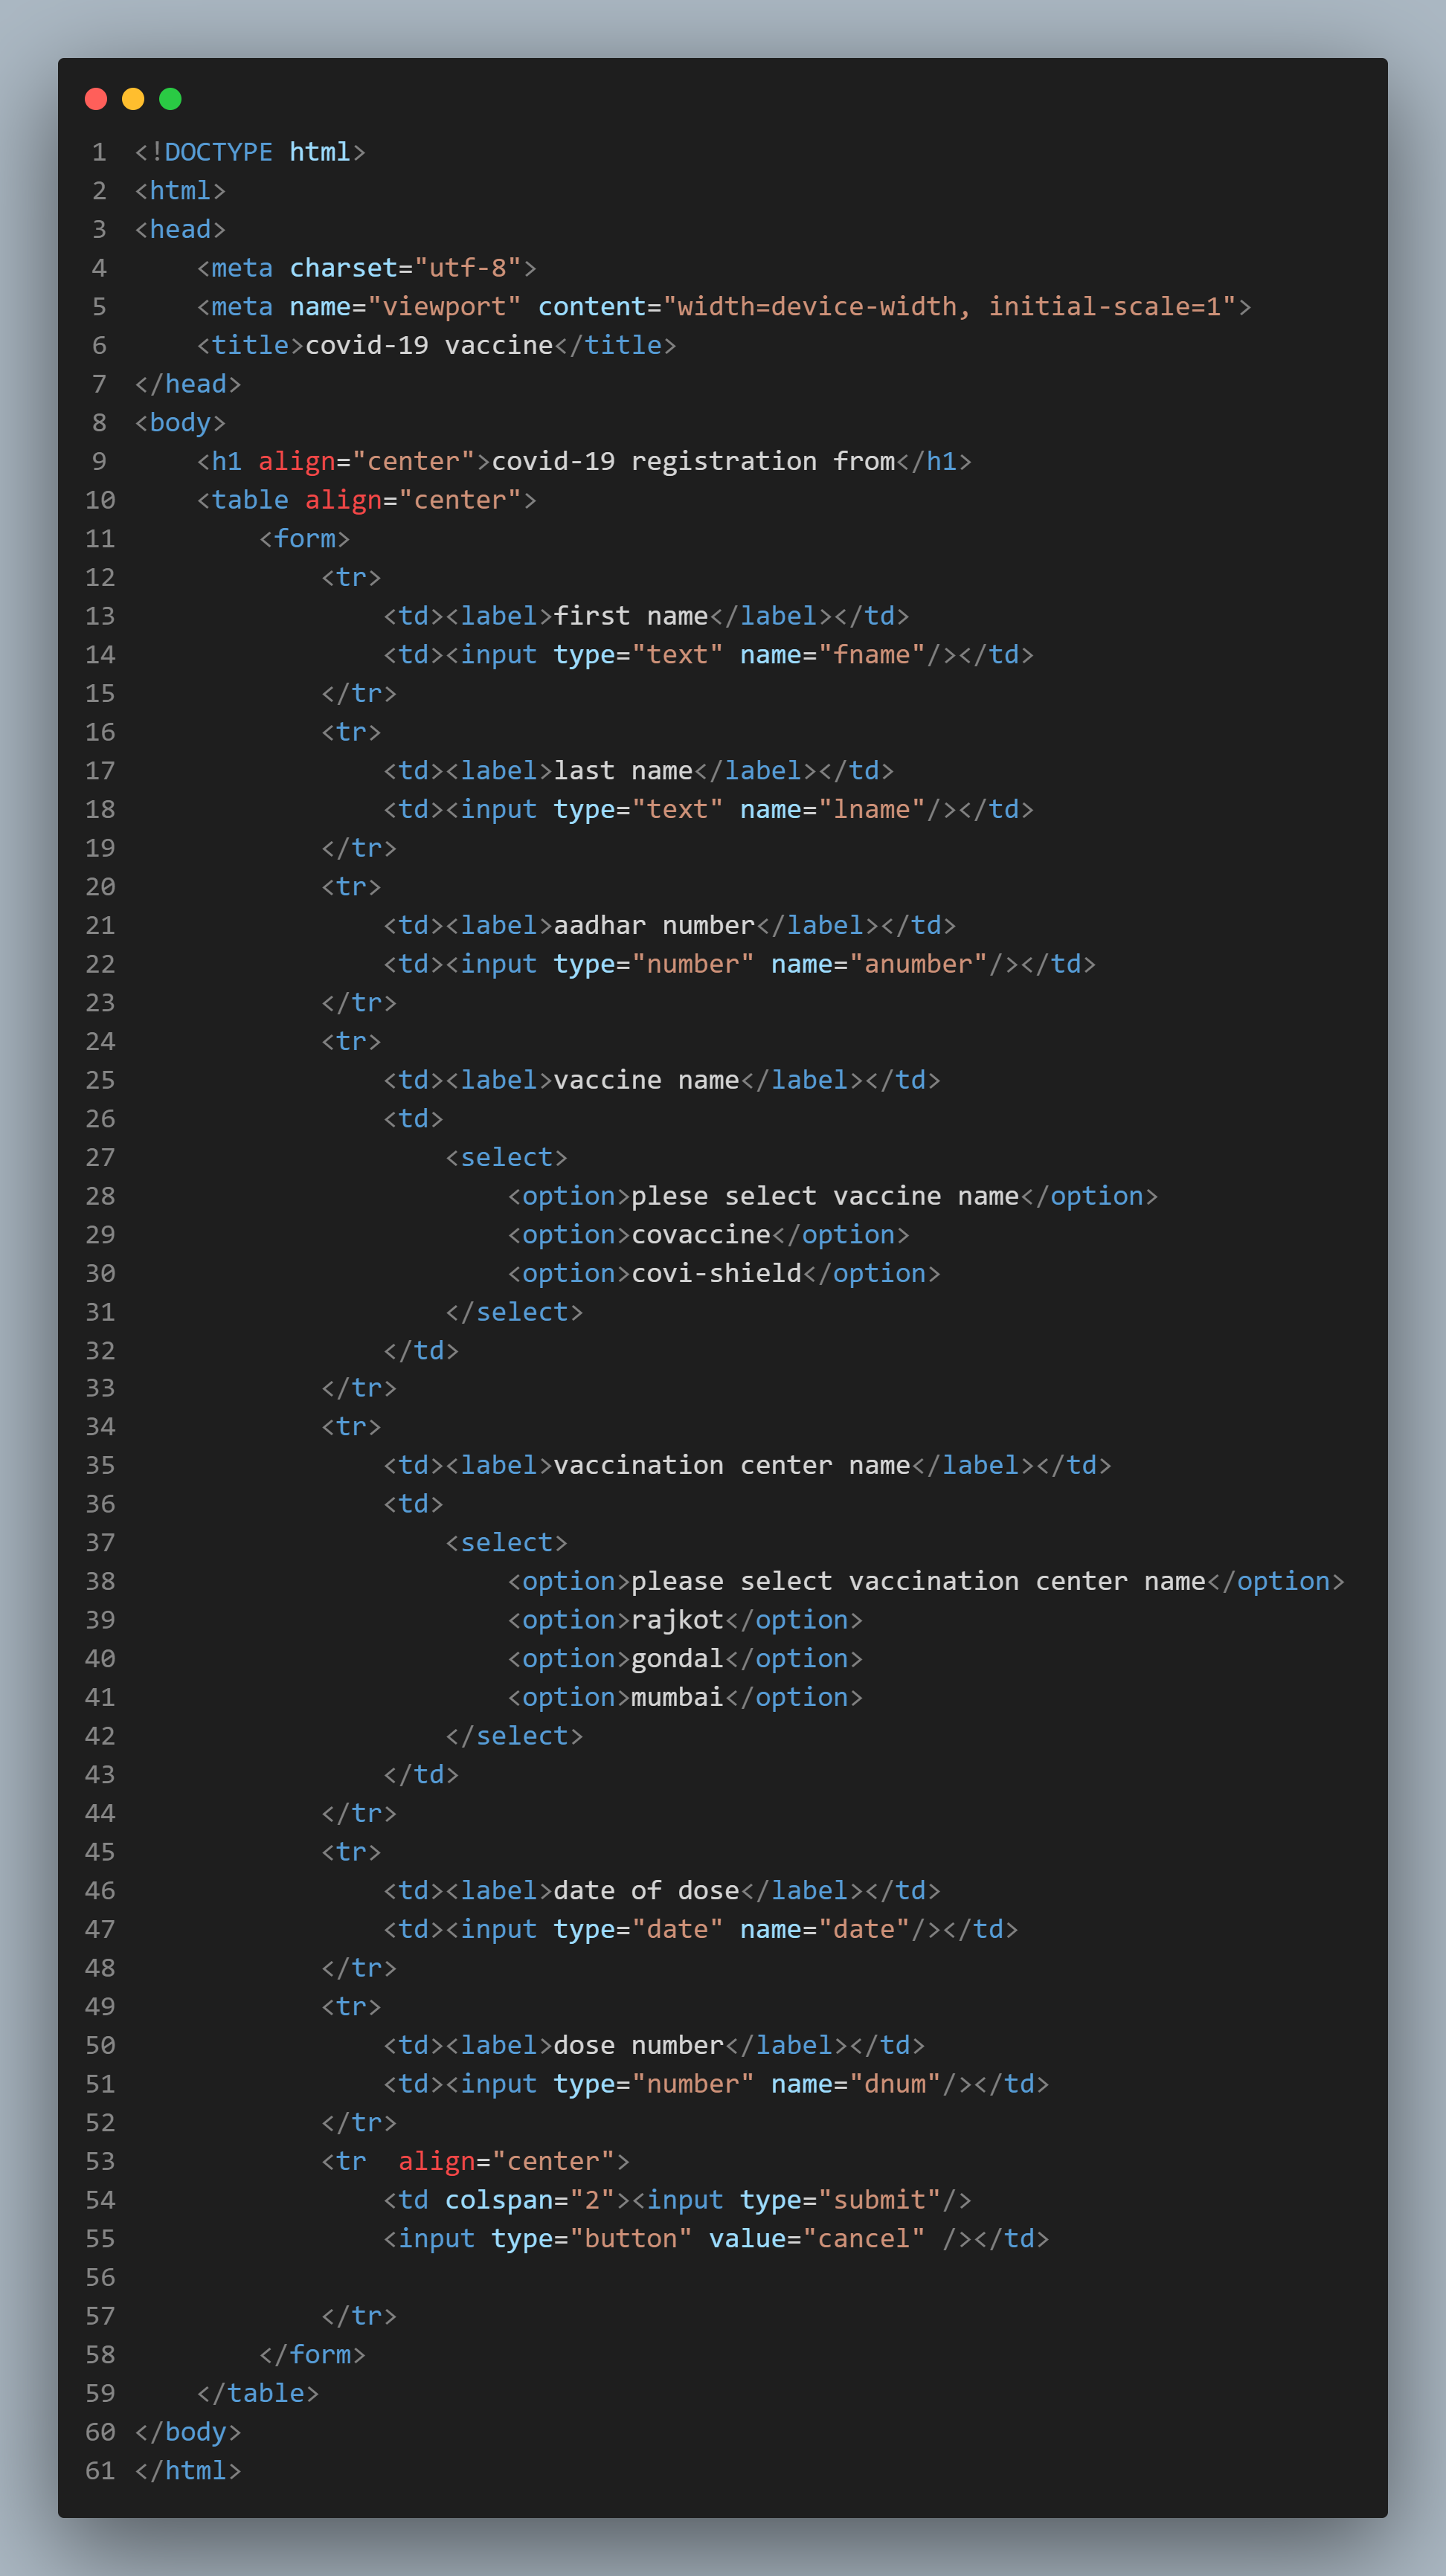 1 <!DOCTYPE html>
2 <html>
3 <head>
4     <meta charset="utf-8">
5     <meta name="viewport" content="width=device-width, initial-scale=1">
6     <title>covid-19 vaccine</title>
7 </head>
8 <body>
9     <h1 align="center">covid-19 registration from</h1>
10     <table align="center">
11         <form>
12             <tr>
13                 <td><label>first name</label></td>
14                 <td><input type="text" name="fname"/></td>
15             </tr>
16             <tr>
17                 <td><label>last name</label></td>
18                 <td><input type="text" name="lname"/></td>
19             </tr>
20             <tr>
21                 <td><label>aadhar number</label></td>
22                 <td><input type="number" name="anumber"/></td>
23             </tr>
24             <tr>
25                 <td><label>vaccine name</label></td>
26                 <td>
27                     <select>
28                         <option>plese select vaccine name</option>
29                         <option>covaccine</option>
30                         <option>covi-shield</option>
31                     </select>
32                 </td>
33             </tr>
34             <tr>
35                 <td><label>vaccination center name</label></td>
36                 <td>
37                     <select>
38                         <option>please select vaccination center name</option>
39                         <option>rajkot</option>
40                         <option>gondal</option>
41                         <option>mumbai</option>
42                     </select>
43                 </td>
44             </tr>
45             <tr>
46                 <td><label>date of dose</label></td>
47                 <td><input type="date" name="date"/></td>
48             </tr>
49             <tr>
50                 <td><label>dose number</label></td>
51                 <td><input type="number" name="dnum"/></td>
52             </tr>
53             <tr  align="center">
54                 <td colspan="2"><input type="submit"/>
55                 <input type="button" value="cancel" /></td>
56
57             </tr>
58         </form>
59     </table>
60 </body>
61 </html>